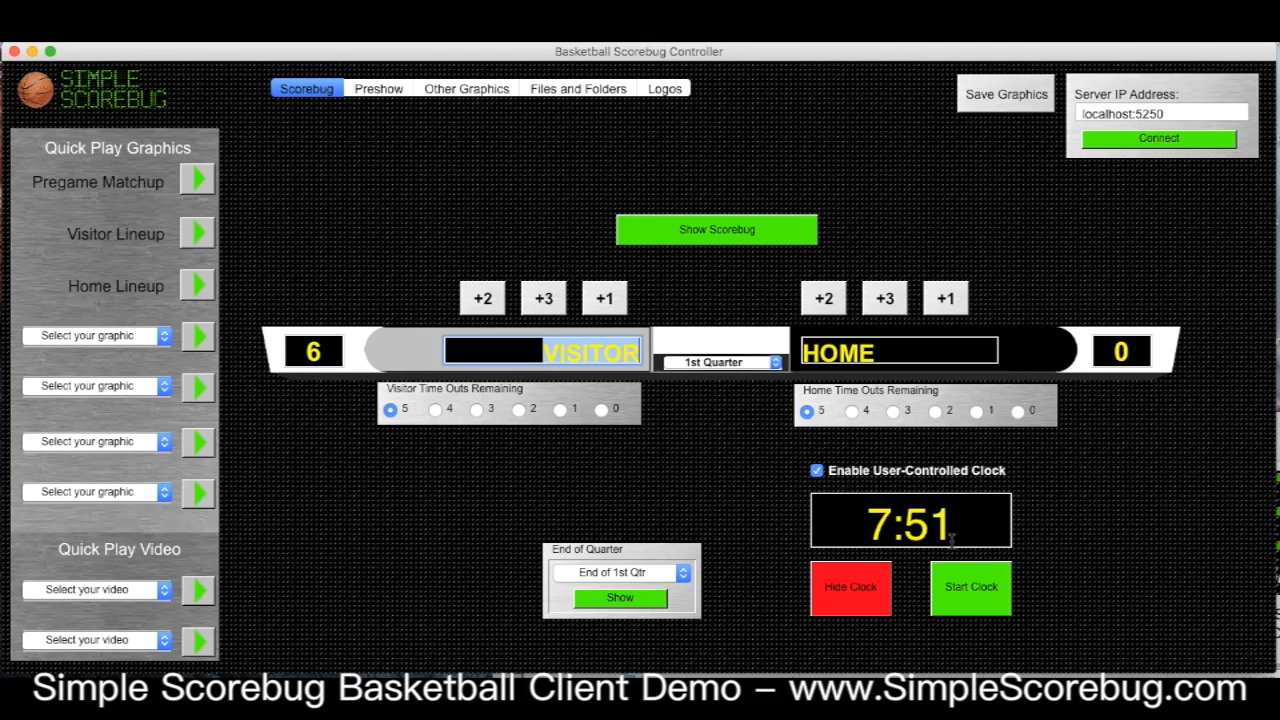 Basketball Scorebug Controller
SIMPLE
SCOREBUG
Scorebug Preshow Other Graphics Files and Folders Logos
Save Graphics
Server IP Address:
localhost:5250
Connect
Quick Play Graphics
Pregame Matchup
Visitor Lineup
Home Lineup
Select your graphic
Select your graphic
Select your graphic
Select your graphic
Quick Play Video
Select your video
Select your video
Show Scorebug
+2 +3 +1
+2 +3 +1
6 VISITOR 1st Quarter HOME 0
Visitor Time Outs Remaining
5 4 3 2 1 0
Home Time Outs Remaining
5 4 3 2 1 0
Enable User-Controlled Clock
7:51
Hide Clock Start Clock
End of Quarter
End of 1st Qtr
Show
Simple Scorebug Basketball Client Demo – www.SimpleScorebug.com